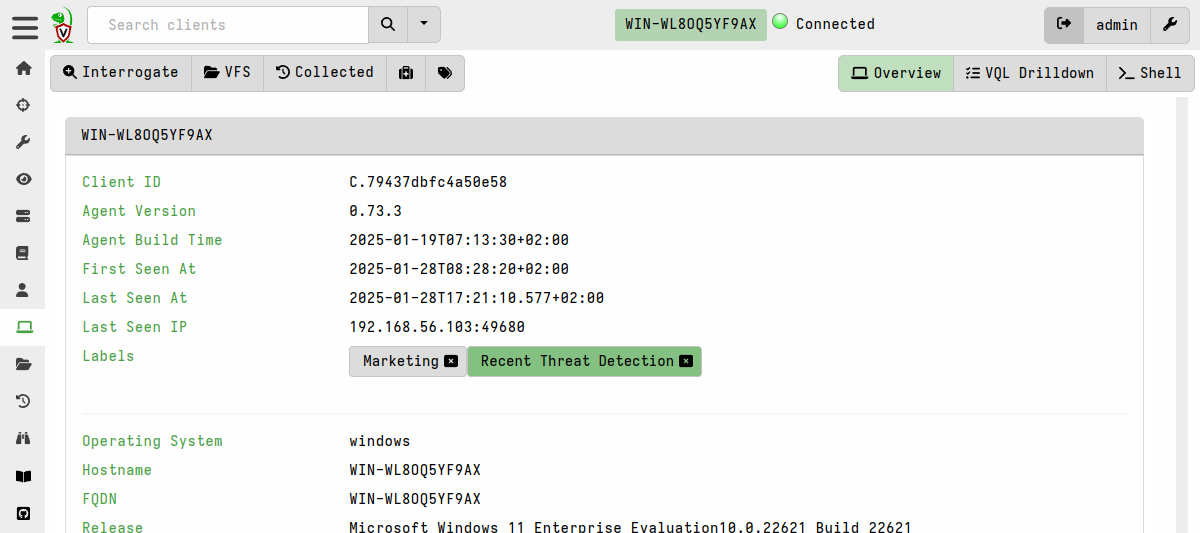 Search clients
WIN-WL8OQ5YF9AX Connected
admin
Interrogate VFS Collected
Overview VQL Drilldown Shell
WIN-WL8OQ5YF9AX
Client ID C.79437dbfc4a50e58
Agent Version 0.73.3
Agent Build Time 2025-01-19T07:13:30+02:00
First Seen At 2025-01-28T08:28:20+02:00
Last Seen At 2025-01-28T17:21:10.577+02:00
Last Seen IP 192.168.56.103:49680
Labels Marketing Recent Threat Detection
Operating System windows
Hostname WIN-WL8OQ5YF9AX
FQDN WIN-WL8OQ5YF9AX
Release Microsoft Windows 11 Enterprise Evaluation10.0.22621 Build 22621